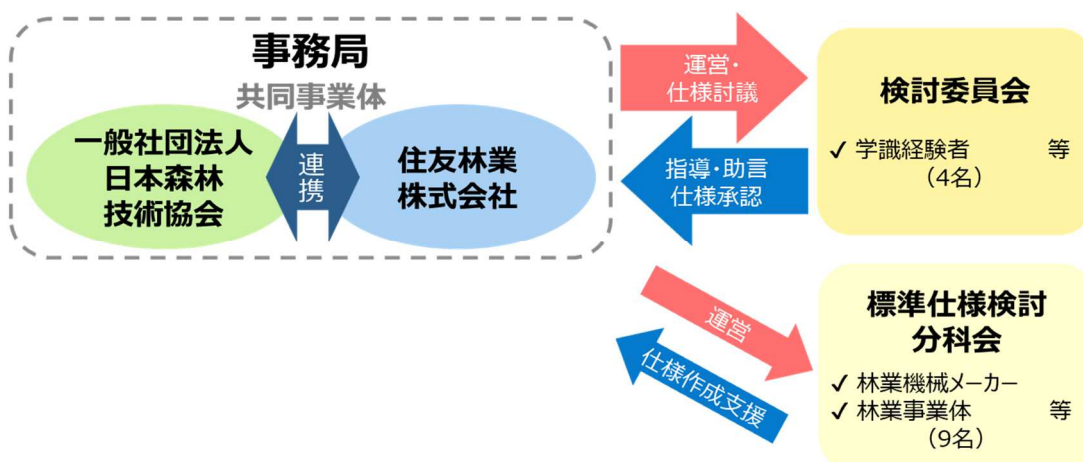 事務局
共同事業体
一般社団法人
日本森林
技術協会
連携
住友林業
株式会社
運営・
仕様討議
指導・助言
仕様承認
検討委員会
✓ 学識経験者 等
（4名）
運営
仕様作成支援
標準仕様検討
分科会
✓ 林業機械メーカー
✓ 林業事業体 等
（9名）